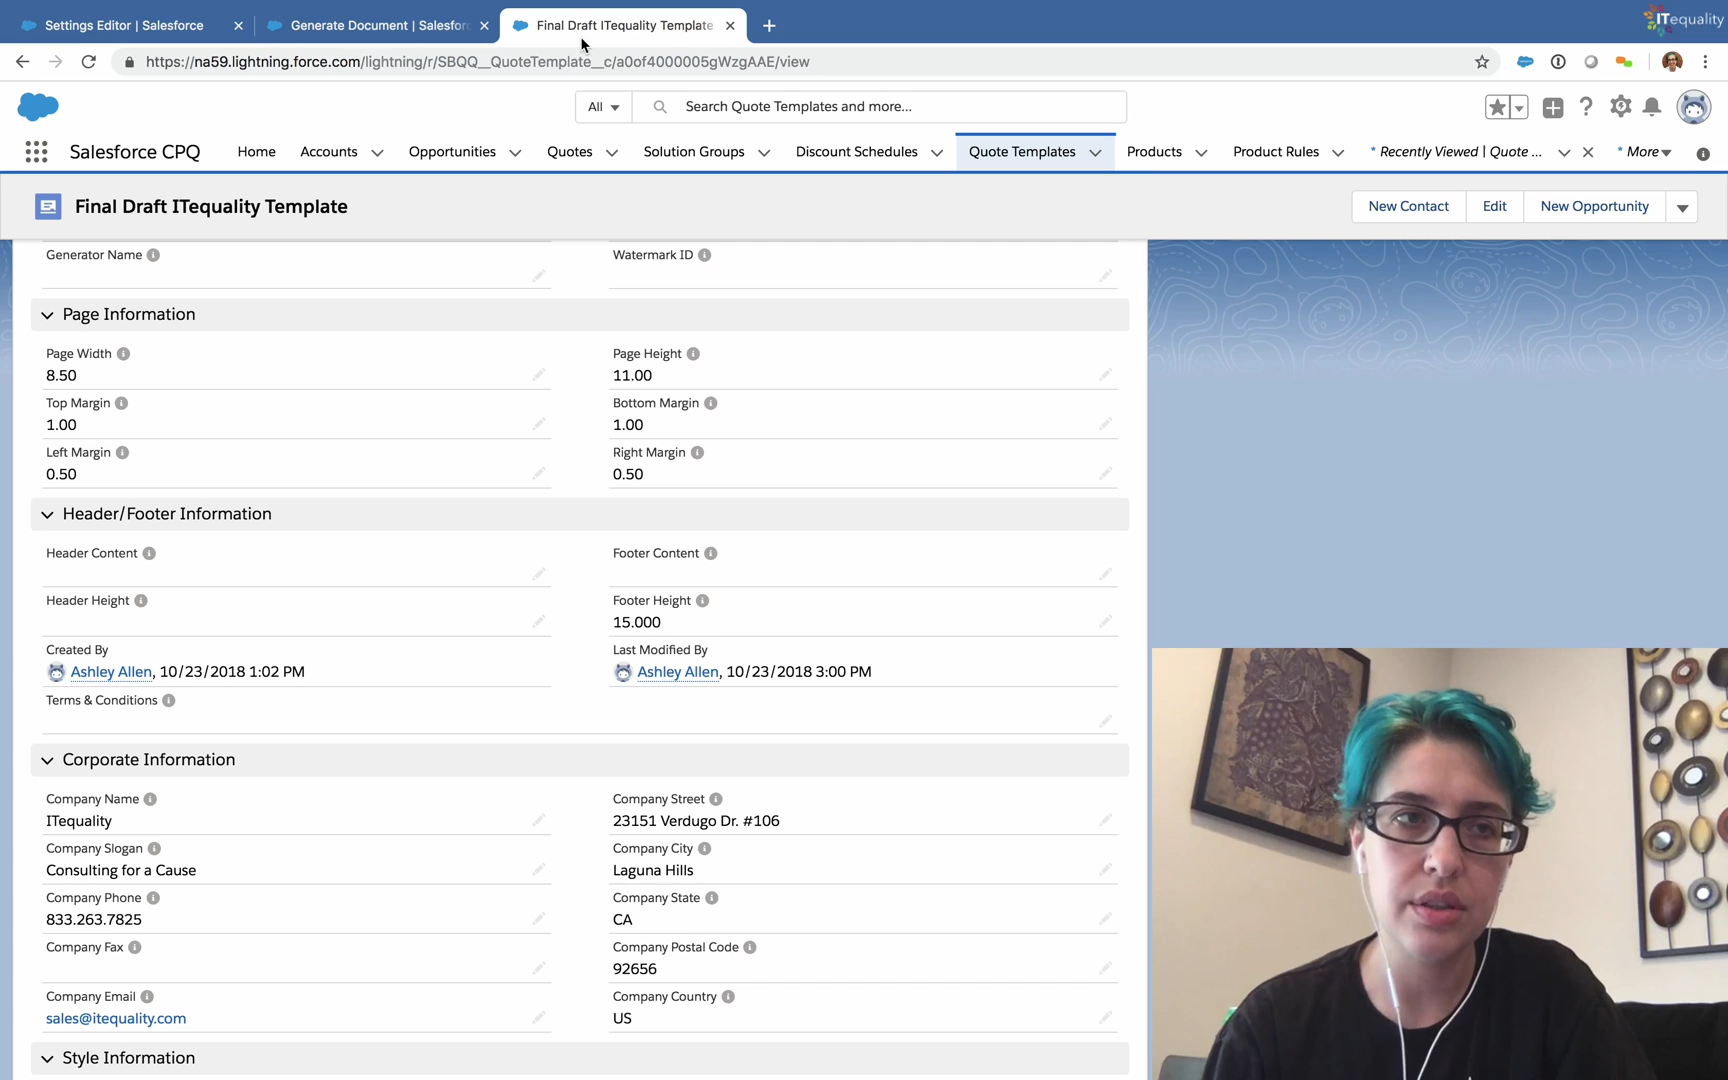 Settings Editor | Salesforce
Generate Document | Salesfor
Final Draft ITequality Template
ITequality
https://na59.lightning.force.com/lightning/r/SBQQ__QuoteTemplate__c/a0of4000005gWzgAAE/view
All
Search Quote Templates and more...
Salesforce CPQ
Home
Accounts
Opportunities
Quotes
Solution Groups
Discount Schedules
Quote Templates
Products
Product Rules
* Recently Viewed | Quote ...
* More
Final Draft ITequality Template
New Contact
Edit
New Opportunity
Generator Name
Watermark ID
Page Information
Page Width
8.50
Page Height
11.00
Top Margin
1.00
Bottom Margin
1.00
Left Margin
0.50
Right Margin
0.50
Header/Footer Information
Header Content
Footer Content
Header Height
Footer Height
15.000
Created By
Ashley Allen, 10/23/2018 1:02 PM
Last Modified By
Ashley Allen, 10/23/2018 3:00 PM
Terms & Conditions
Corporate Information
Company Name
ITequality
Company Street
23151 Verdugo Dr. #106
Company Slogan
Consulting for a Cause
Company City
Laguna Hills
Company Phone
833.263.7825
Company State
CA
Company Fax
Company Postal Code
92656
Company Email
sales@itequality.com
Company Country
US
Style Information